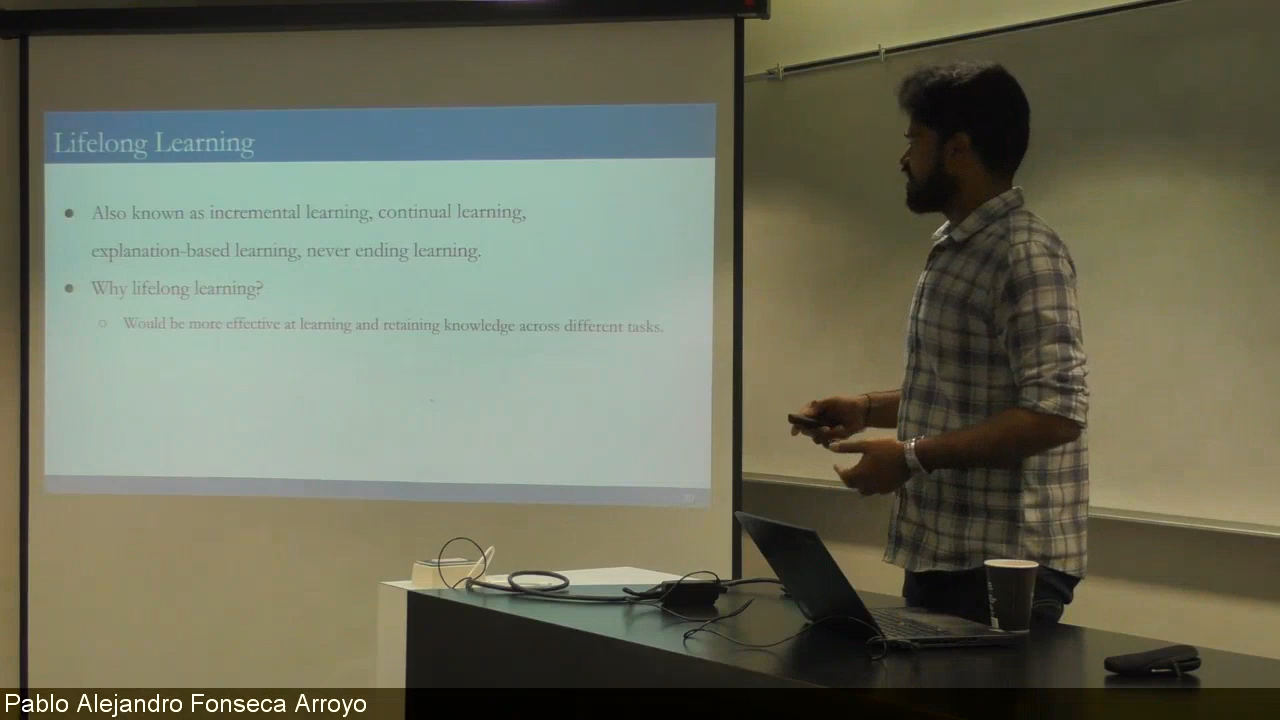 Lifelong Learning
Also known as incremental learning, continual learning,
explanation-based learning, never ending learning.
Why lifelong learning?
Would be more effective at learning and retaining knowledge across different tasks.
Pablo Alejandro Fonseca Arroyo